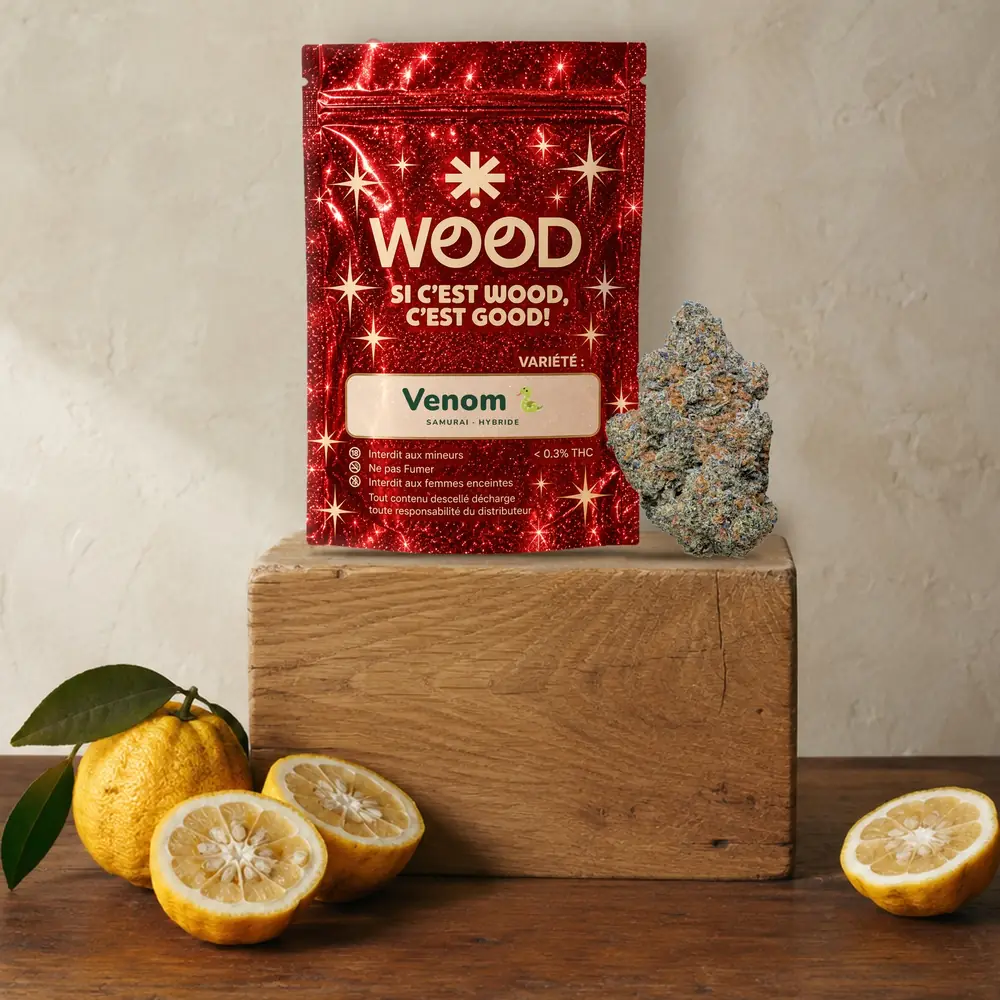 WOOD
SI C'EST WOOD,
C'EST GOOD!
VARIÉTÉ :
Venom
SAMURAI - HYBRIDE
18 Interdit aux mineurs
< 0.3% THC
Ne pas Fumer
Interdit aux femmes enceintes
Tout contenu descellé décharge
toute responsabilité du distributeur